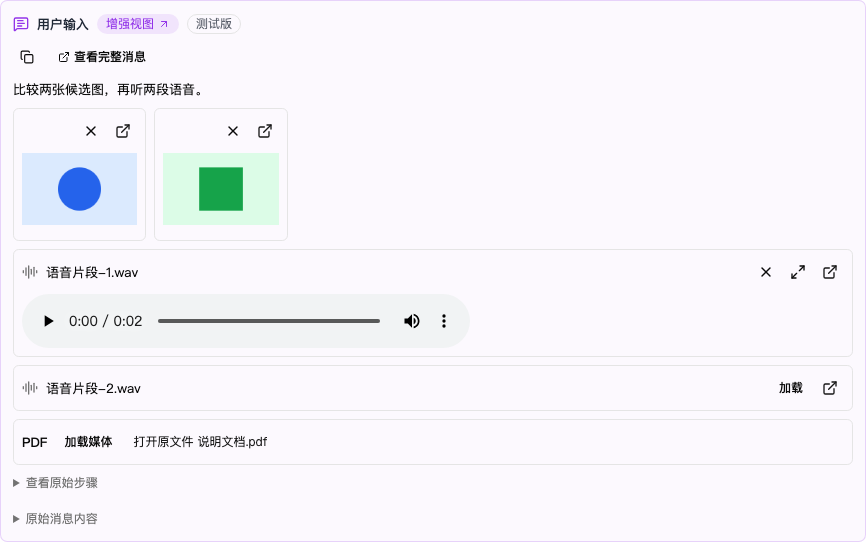 用户输入 增强视图 测试版
查看完整消息
比较两张候选图，再听两段语音。
语音片段-1.wav
0:00 / 0:02
语音片段-2.wav 加载
PDF 加载媒体 打开原文件 说明文档.pdf
查看原始步骤
原始消息内容